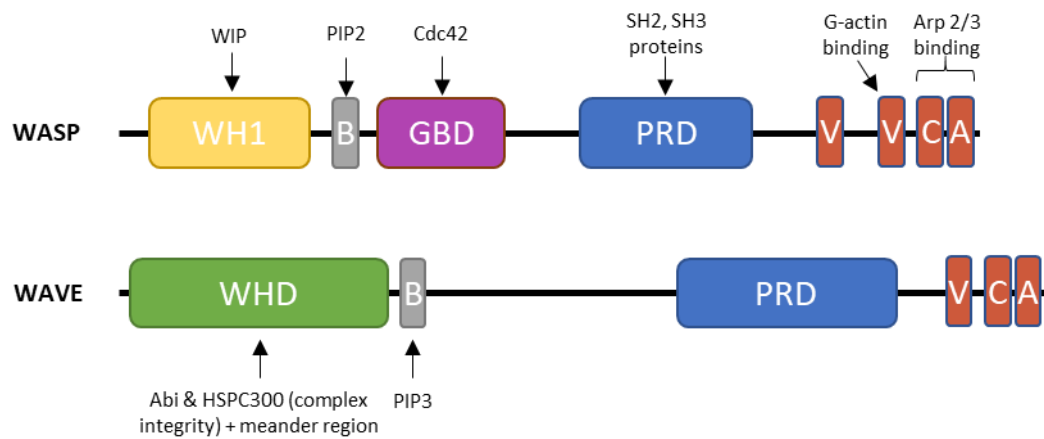 WIP
PIP2
Cdc42
SH2, SH3
proteins
G-actin
binding
Arp 2/3
binding
WASP
WH1
B
GBD
PRD
V
V
C
A
WAVE
WHD
B
PRD
V
C
A
Abi & HSPC300 (complex
integrity) + meander region
PIP3